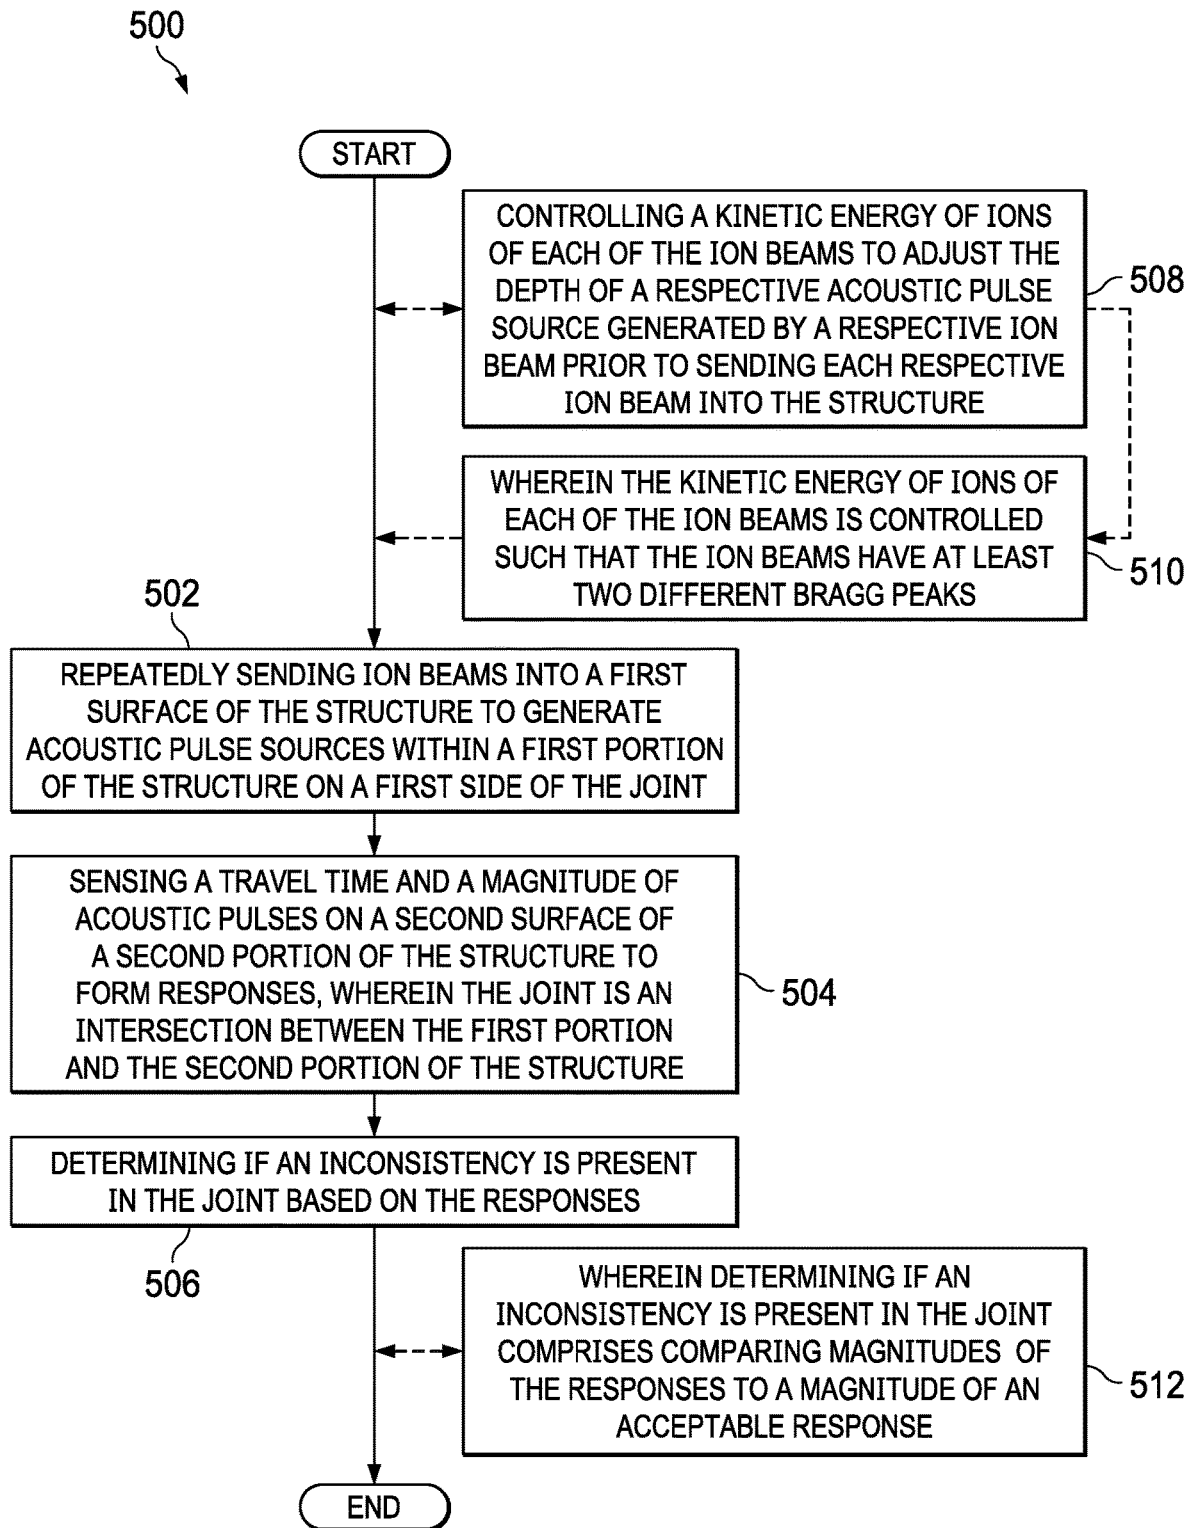 500
START
CONTROLLING A KINETIC ENERGY OF IONS
OF EACH OF THE ION BEAMS TO ADJUST THE
DEPTH OF A RESPECTIVE ACOUSTIC PULSE
SOURCE GENERATED BY A RESPECTIVE ION
BEAM PRIOR TO SENDING EACH RESPECTIVE
ION BEAM INTO THE STRUCTURE
508
WHEREIN THE KINETIC ENERGY OF IONS OF
EACH OF THE ION BEAMS IS CONTROLLED
SUCH THAT THE ION BEAMS HAVE AT LEAST
TWO DIFFERENT BRAGG PEAKS
510
502
REPEATEDLY SENDING ION BEAMS INTO A FIRST
SURFACE OF THE STRUCTURE TO GENERATE
ACOUSTIC PULSE SOURCES WITHIN A FIRST PORTION
OF THE STRUCTURE ON A FIRST SIDE OF THE JOINT
SENSING A TRAVEL TIME AND A MAGNITUDE OF
ACOUSTIC PULSES ON A SECOND SURFACE OF
A SECOND PORTION OF THE STRUCTURE TO
FORM RESPONSES, WHEREIN THE JOINT IS AN
INTERSECTION BETWEEN THE FIRST PORTION
AND THE SECOND PORTION OF THE STRUCTURE
504
DETERMINING IF AN INCONSISTENCY IS PRESENT
IN THE JOINT BASED ON THE RESPONSES
506
WHEREIN DETERMINING IF AN
INCONSISTENCY IS PRESENT IN THE JOINT
COMPRISES COMPARING MAGNITUDES OF
THE RESPONSES TO A MAGNITUDE OF AN
ACCEPTABLE RESPONSE
512
END